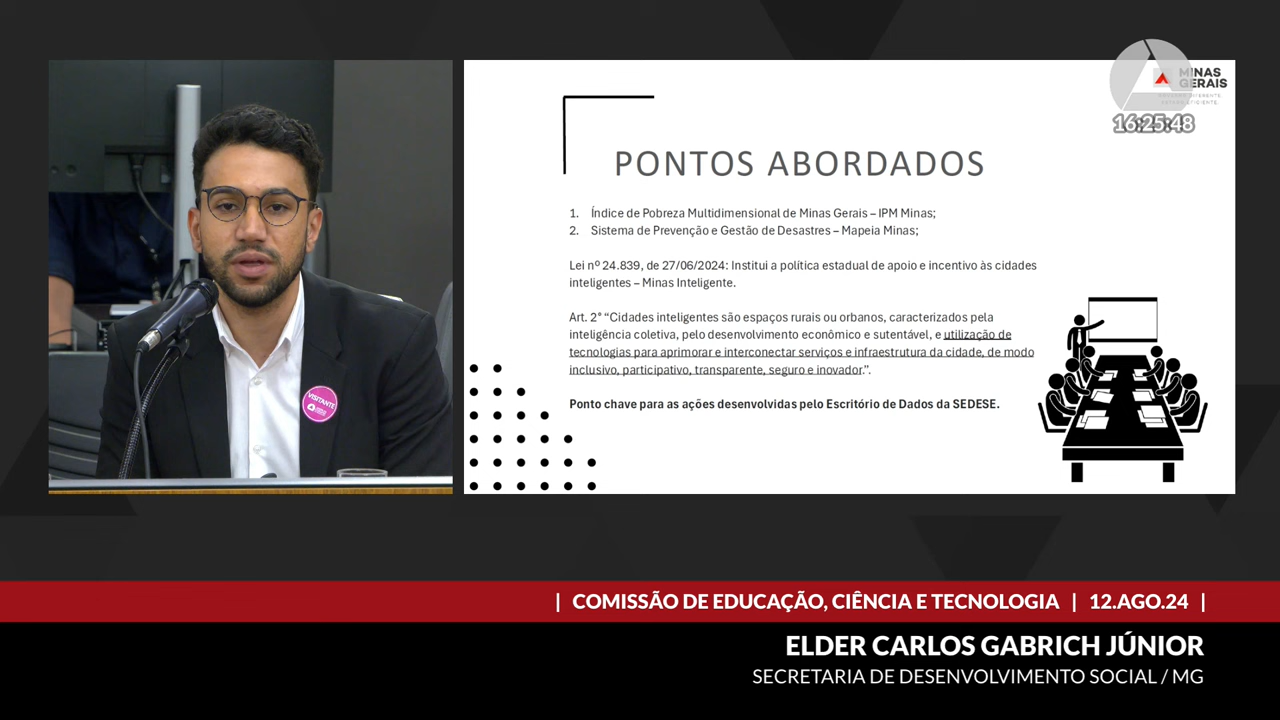 MINAS
GERAIS
16:25:48
PONTOS ABORDADOS
1. Índice de Pobreza Multidimensional de Minas Gerais – IPM Minas;
2. Sistema de Prevenção e Gestão de Desastres – Mapeia Minas;
Lei nº 24.839, de 27/06/2024: Institui a política estadual de apoio e incentivo às cidades
inteligentes – Minas Inteligente.
Art. 2° “Cidades inteligentes são espaços rurais ou urbanos, caracterizados pela
inteligência coletiva, pelo desenvolvimento econômico e sutentável, e utilização de
tecnologias para aprimorar e interconectar serviços e infraestrutura da cidade, de modo
inclusivo, participativo, transparente, seguro e inovador.”.
Ponto chave para as ações desenvolvidas pelo Escritório de Dados da SEDESE.
VISITANTE
| COMISSÃO DE EDUCAÇÃO, CIÊNCIA E TECNOLOGIA | 12.AGO.24 |
ELDER CARLOS GABRICH JÚNIOR
SECRETARIA DE DESENVOLVIMENTO SOCIAL / MG